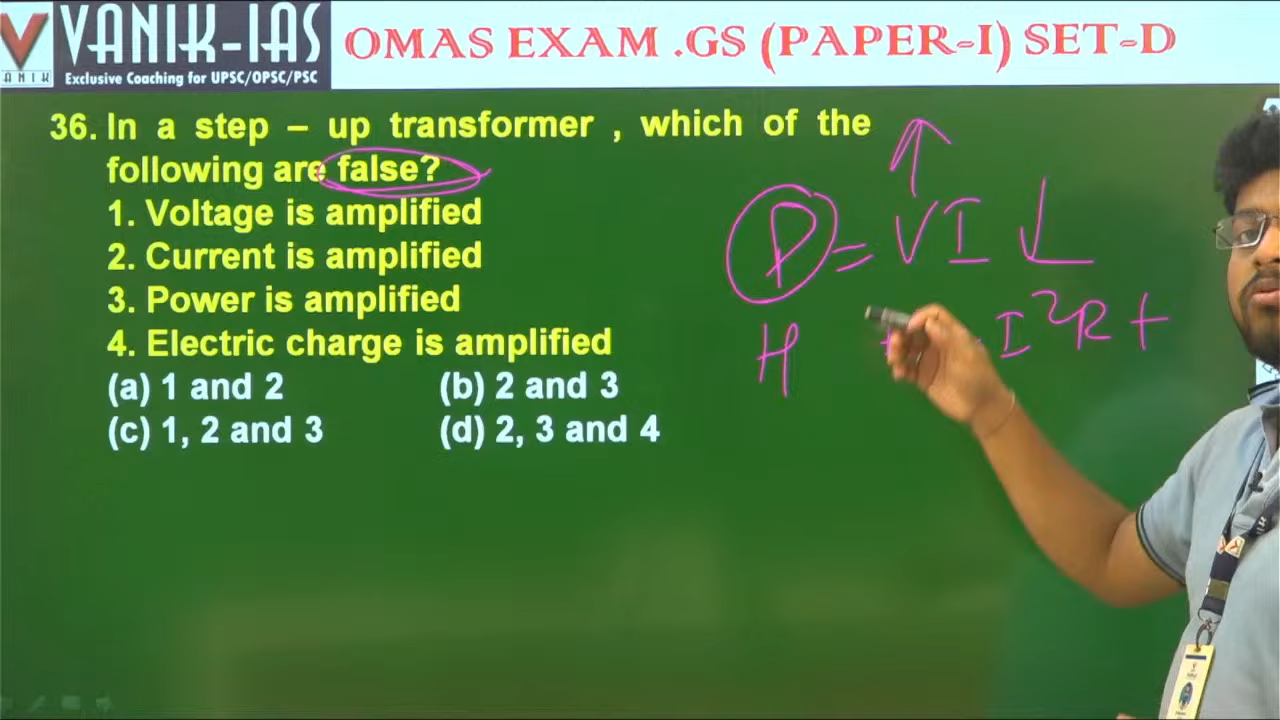 VANIK-IAS
VANIK
Exclusive Coaching for UPSC/OPSC/PSC
OMAS EXAM .GS (PAPER-I) SET-D
36. In a step – up transformer , which of the
following are false?
1. Voltage is amplified
2. Current is amplified
3. Power is amplified
4. Electric charge is amplified
(a) 1 and 2 (b) 2 and 3
(c) 1, 2 and 3 (d) 2, 3 and 4
P = VI
H I²Rt